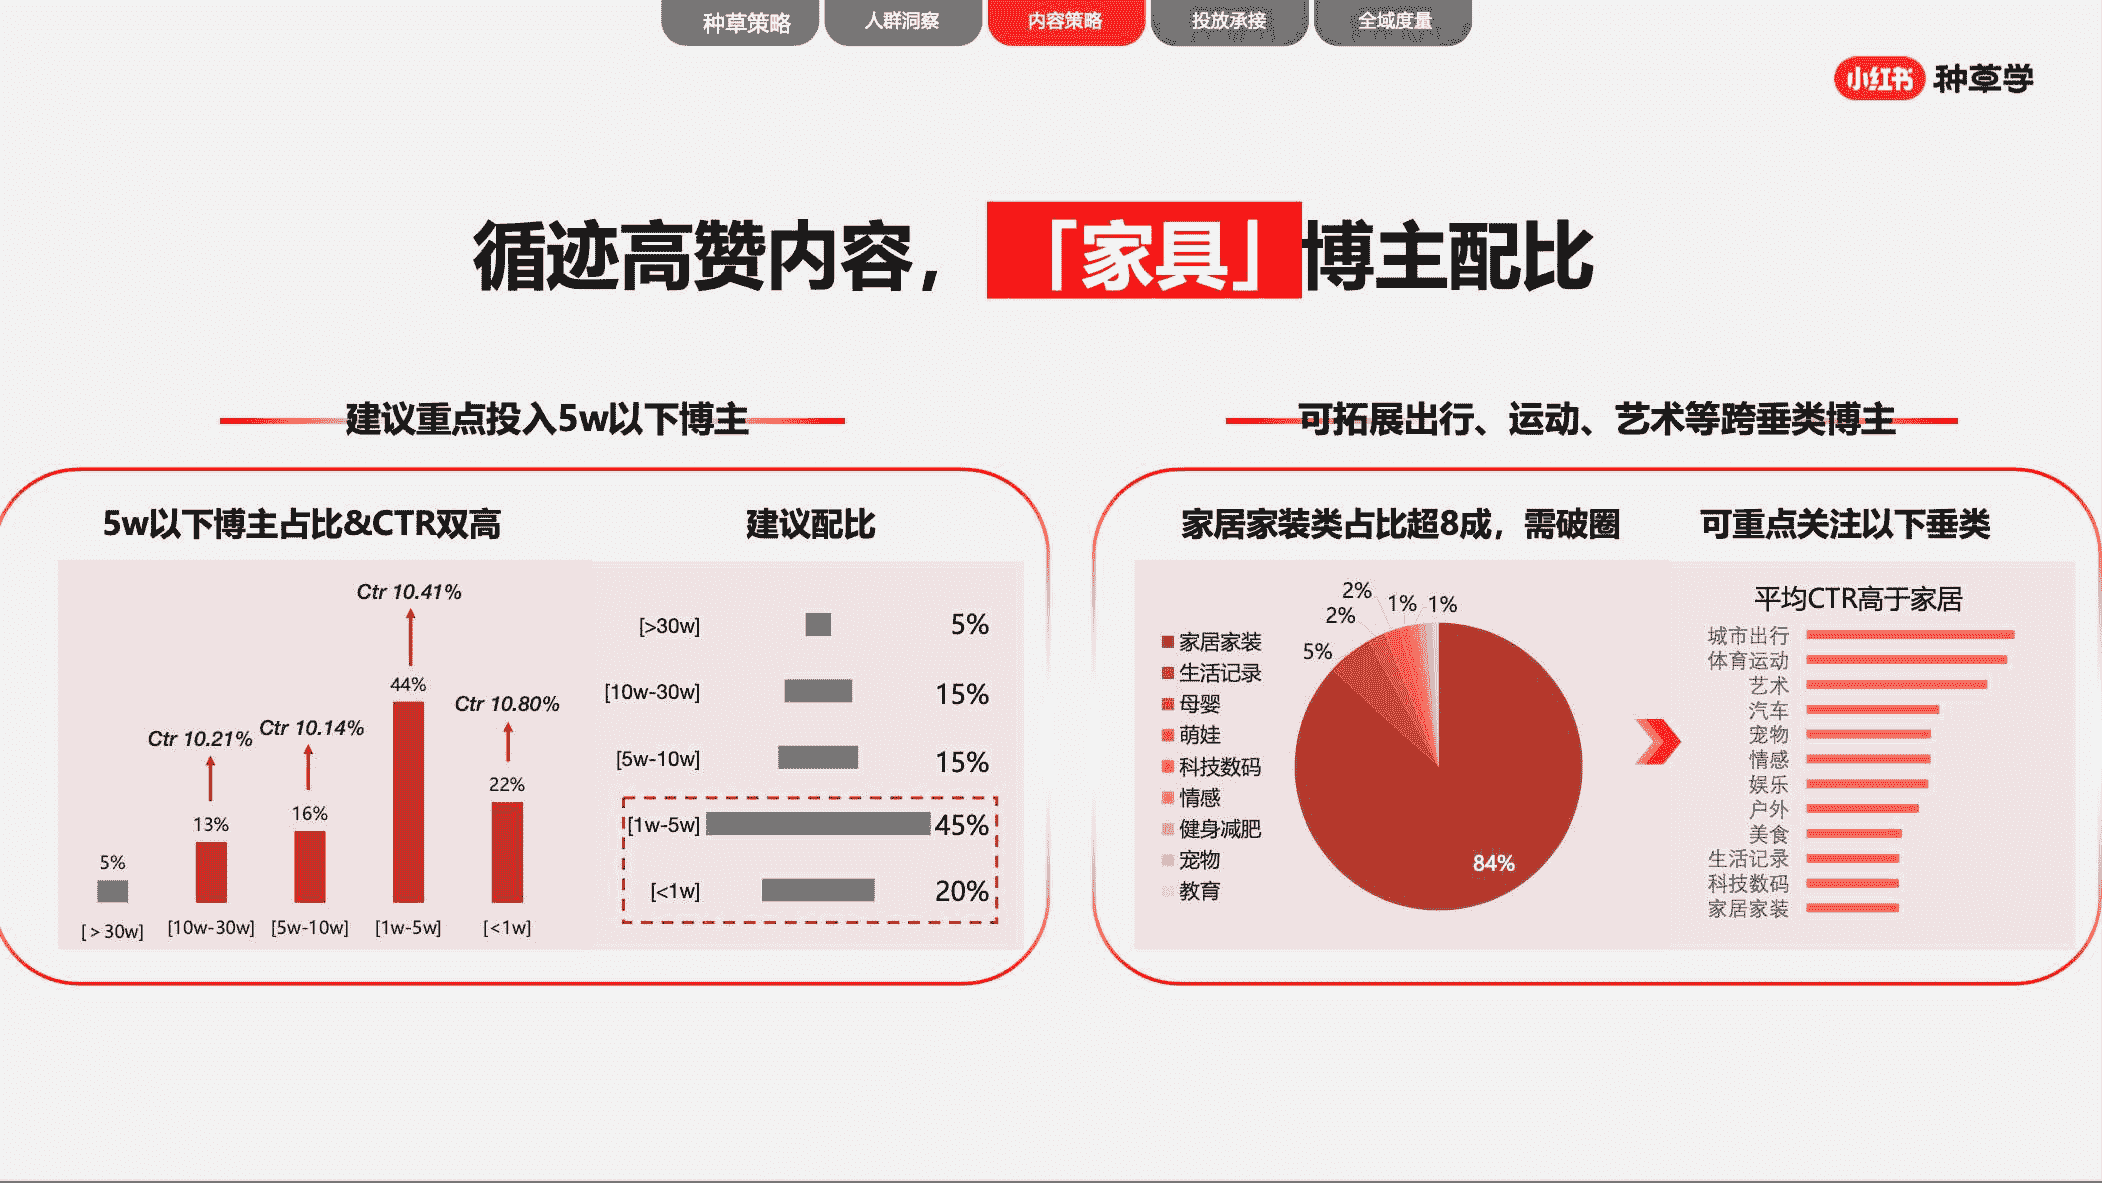 种草策略
人群洞察
内容策略
投放承接
全域度量
小红书 种草学
循迹高赞内容，「家具」博主配比
建议重点投入5w以下博主
5w以下博主占比&CTR双高
建议配比
Ctr 10.41%
44%
Ctr 10.80%
Ctr 10.21%
Ctr 10.14%
22%
13%
16%
5%
[ > 30w]
[10w-30w]
[5w-10w]
[1w-5w]
[<1w]
[>30w] 5%
[10w-30w] 15%
[5w-10w] 15%
[1w-5w] 45%
[<1w] 20%
可拓展出行、运动、艺术等跨垂类博主
家居家装类占比超8成，需破圈
可重点关注以下垂类
家居家装
生活记录
母婴
萌娃
科技数码
情感
健身减肥
宠物
教育
2%
2%
1%
1%
5%
84%
平均CTR高于家居
城市出行
体育运动
艺术
汽车
宠物
情感
娱乐
户外
美食
生活记录
科技数码
家居家装